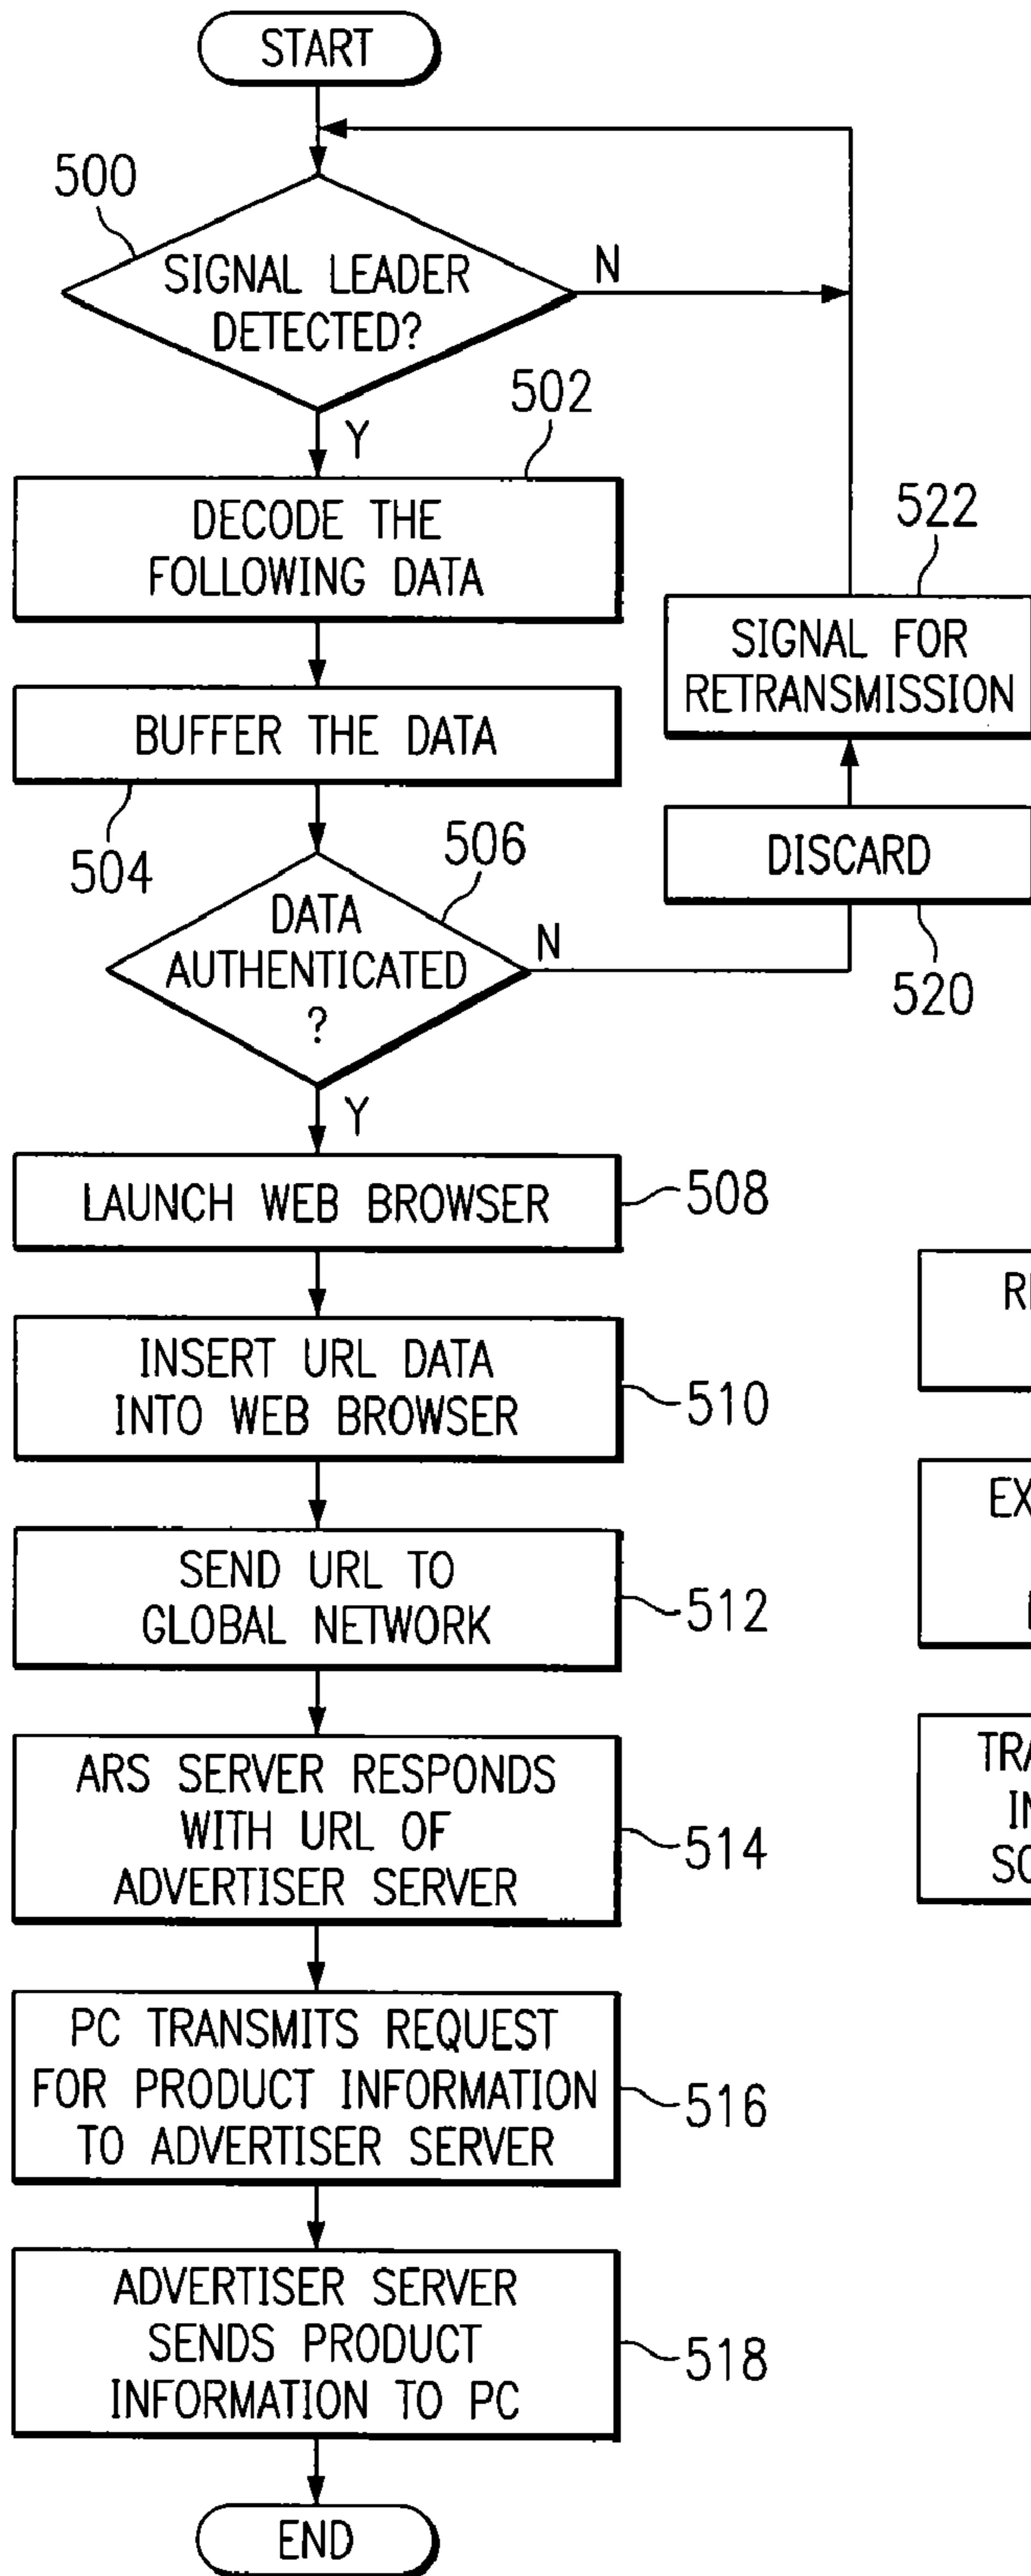 START
500
SIGNAL LEADER
DETECTED?
N
Y
502
DECODE THE
FOLLOWING DATA
522
SIGNAL FOR
RETRANSMISSION
BUFFER THE DATA
504
DISCARD
520
506
DATA
AUTHENTICATED
?
N
Y
LAUNCH WEB BROWSER
508
INSERT URL DATA
INTO WEB BROWSER
510
SEND URL TO
GLOBAL NETWORK
512
ARS SERVER RESPONDS
WITH URL OF
ADVERTISER SERVER
514
PC TRANSMITS REQUEST
FOR PRODUCT INFORMATION
TO ADVERTISER SERVER
516
ADVERTISER SERVER
SENDS PRODUCT
INFORMATION TO PC
518
END